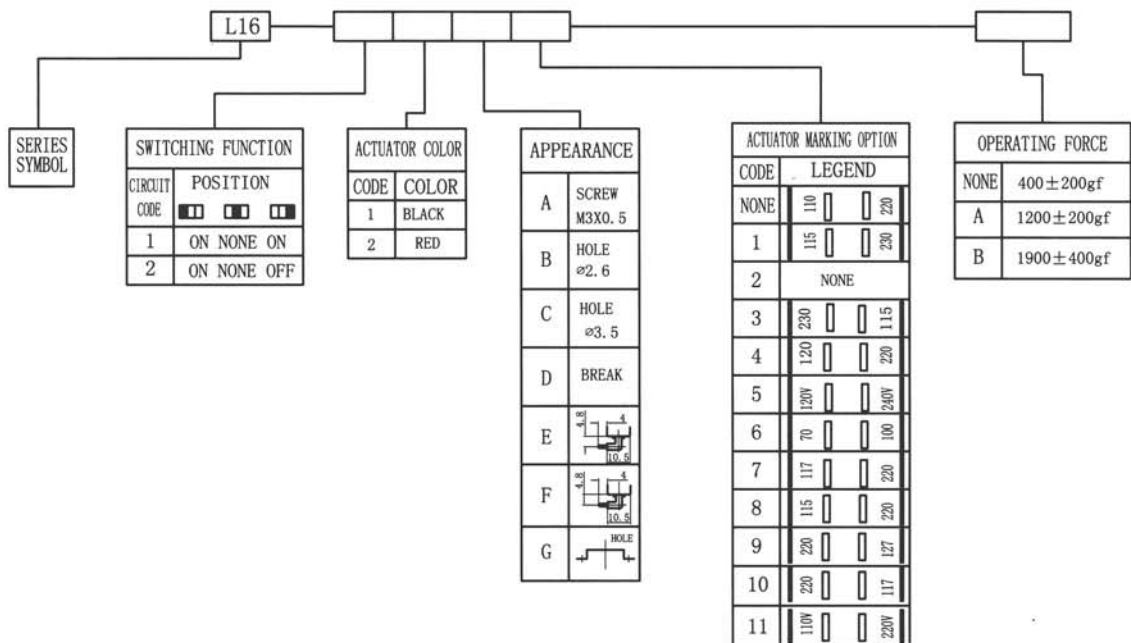 L16
SERIES
SYMBOL
SWITCHING FUNCTION
CIRCUIT
CODE
POSITION
1 ON NONE ON
2 ON NONE OFF
ACTUATOR COLOR
CODE COLOR
1 BLACK
2 RED
APPEARANCE
A SCREW
M3X0.5
B HOLE
ø2.6
C HOLE
ø3.5
D BREAK
E 4.8 4 10.5
F 4.8 4 10.5
G HOLE
ACTUATOR MARKING OPTION
CODE LEGEND
NONE 110 220
1 115 230
2 NONE
3 230 115
4 120 220
5 120V 240V
6 70 100
7 117 220
8 115 220
9 220 127
10 220 117
11 110V 220V
OPERATING FORCE
NONE 400±200gf
A 1200±200gf
B 1900±400gf